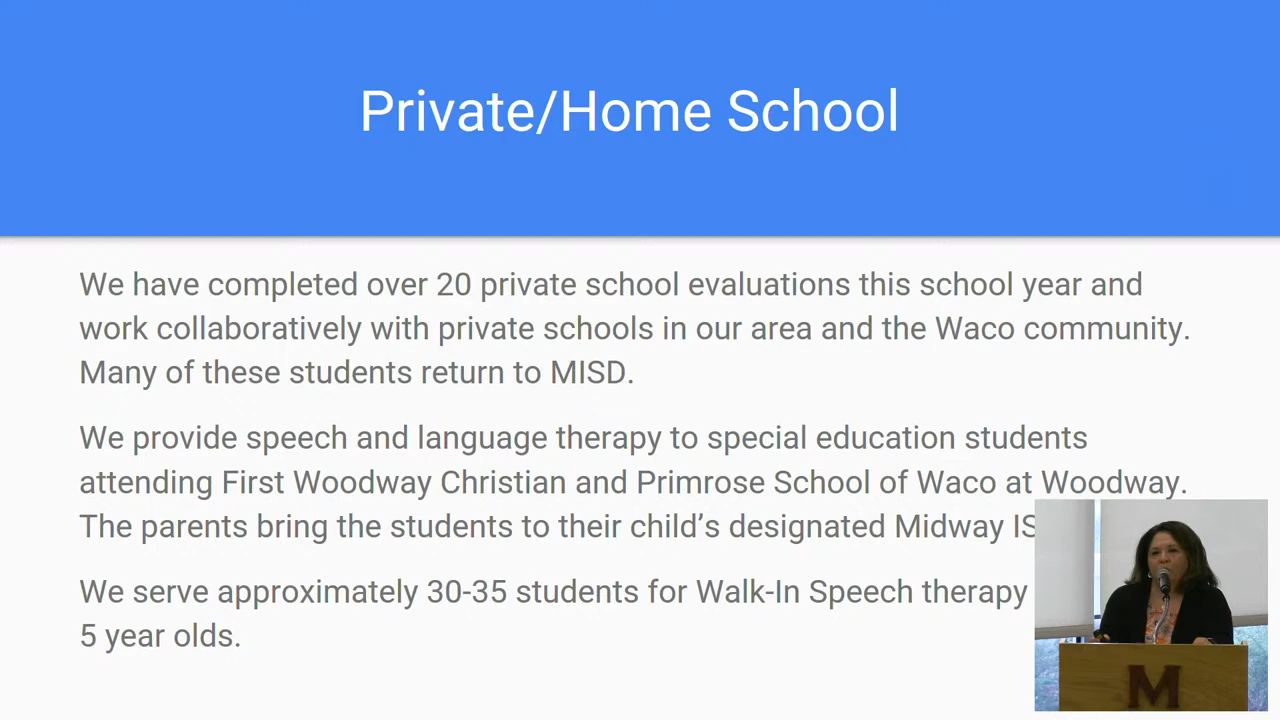 Private/Home School
We have completed over 20 private school evaluations this school year and
work collaboratively with private schools in our area and the Waco community.
Many of these students return to MISD.
We provide speech and language therapy to special education students
attending First Woodway Christian and Primrose School of Waco at Woodway.
The parents bring the students to their child’s designated Midway
We serve approximately 30-35 students for Walk-In Speech therapy
5 year olds.
M